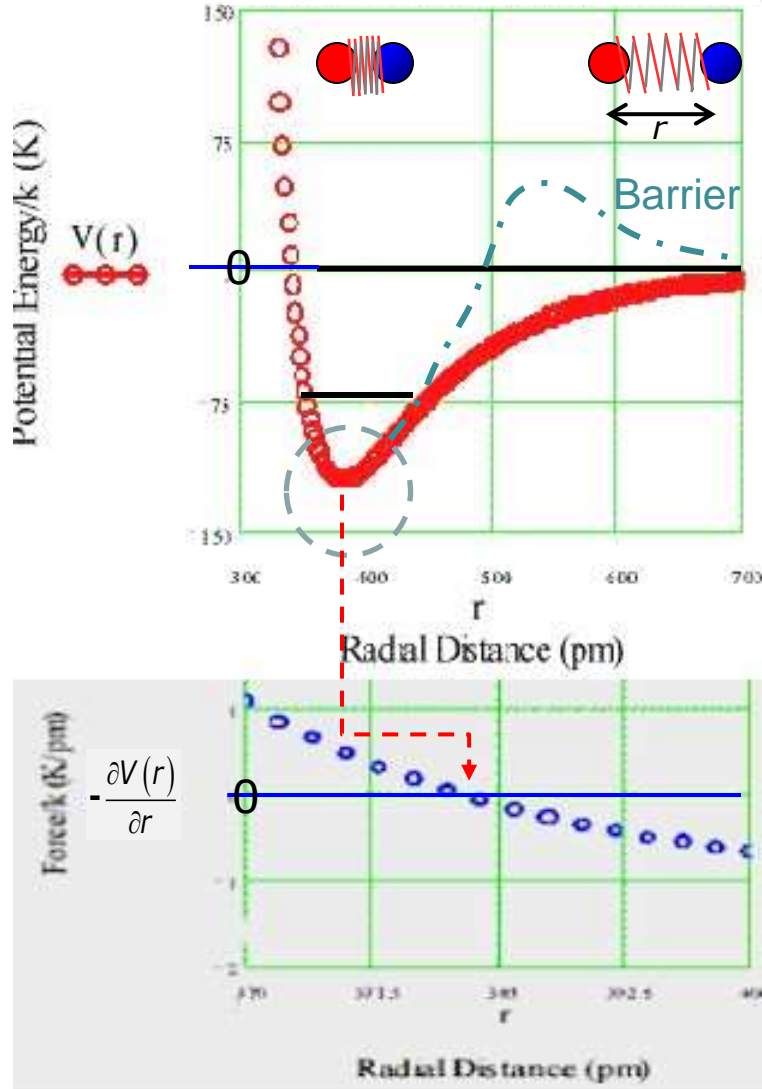 150
r
75
Barrier
Potential Energy/k (K)
V(r)
0
75
150
300
400
500
600
700
r
Radial Distance (pm)
1
Force/k (K/pm)
- ∂V(r)
∂r
0
1
2
r
Radial Distance (pm)